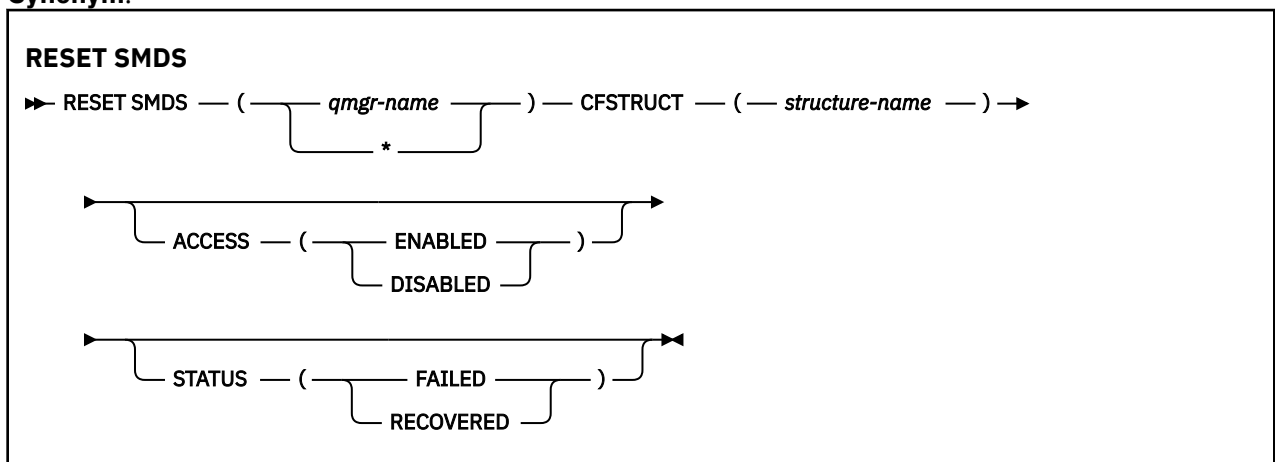 Synonym:
RESET SMDS
RESET SMDS ( qmgr-name ) CFSTRUCT ( structure-name )
*
ACCESS ( ENABLED )
DISABLED
STATUS ( FAILED )
RECOVERED